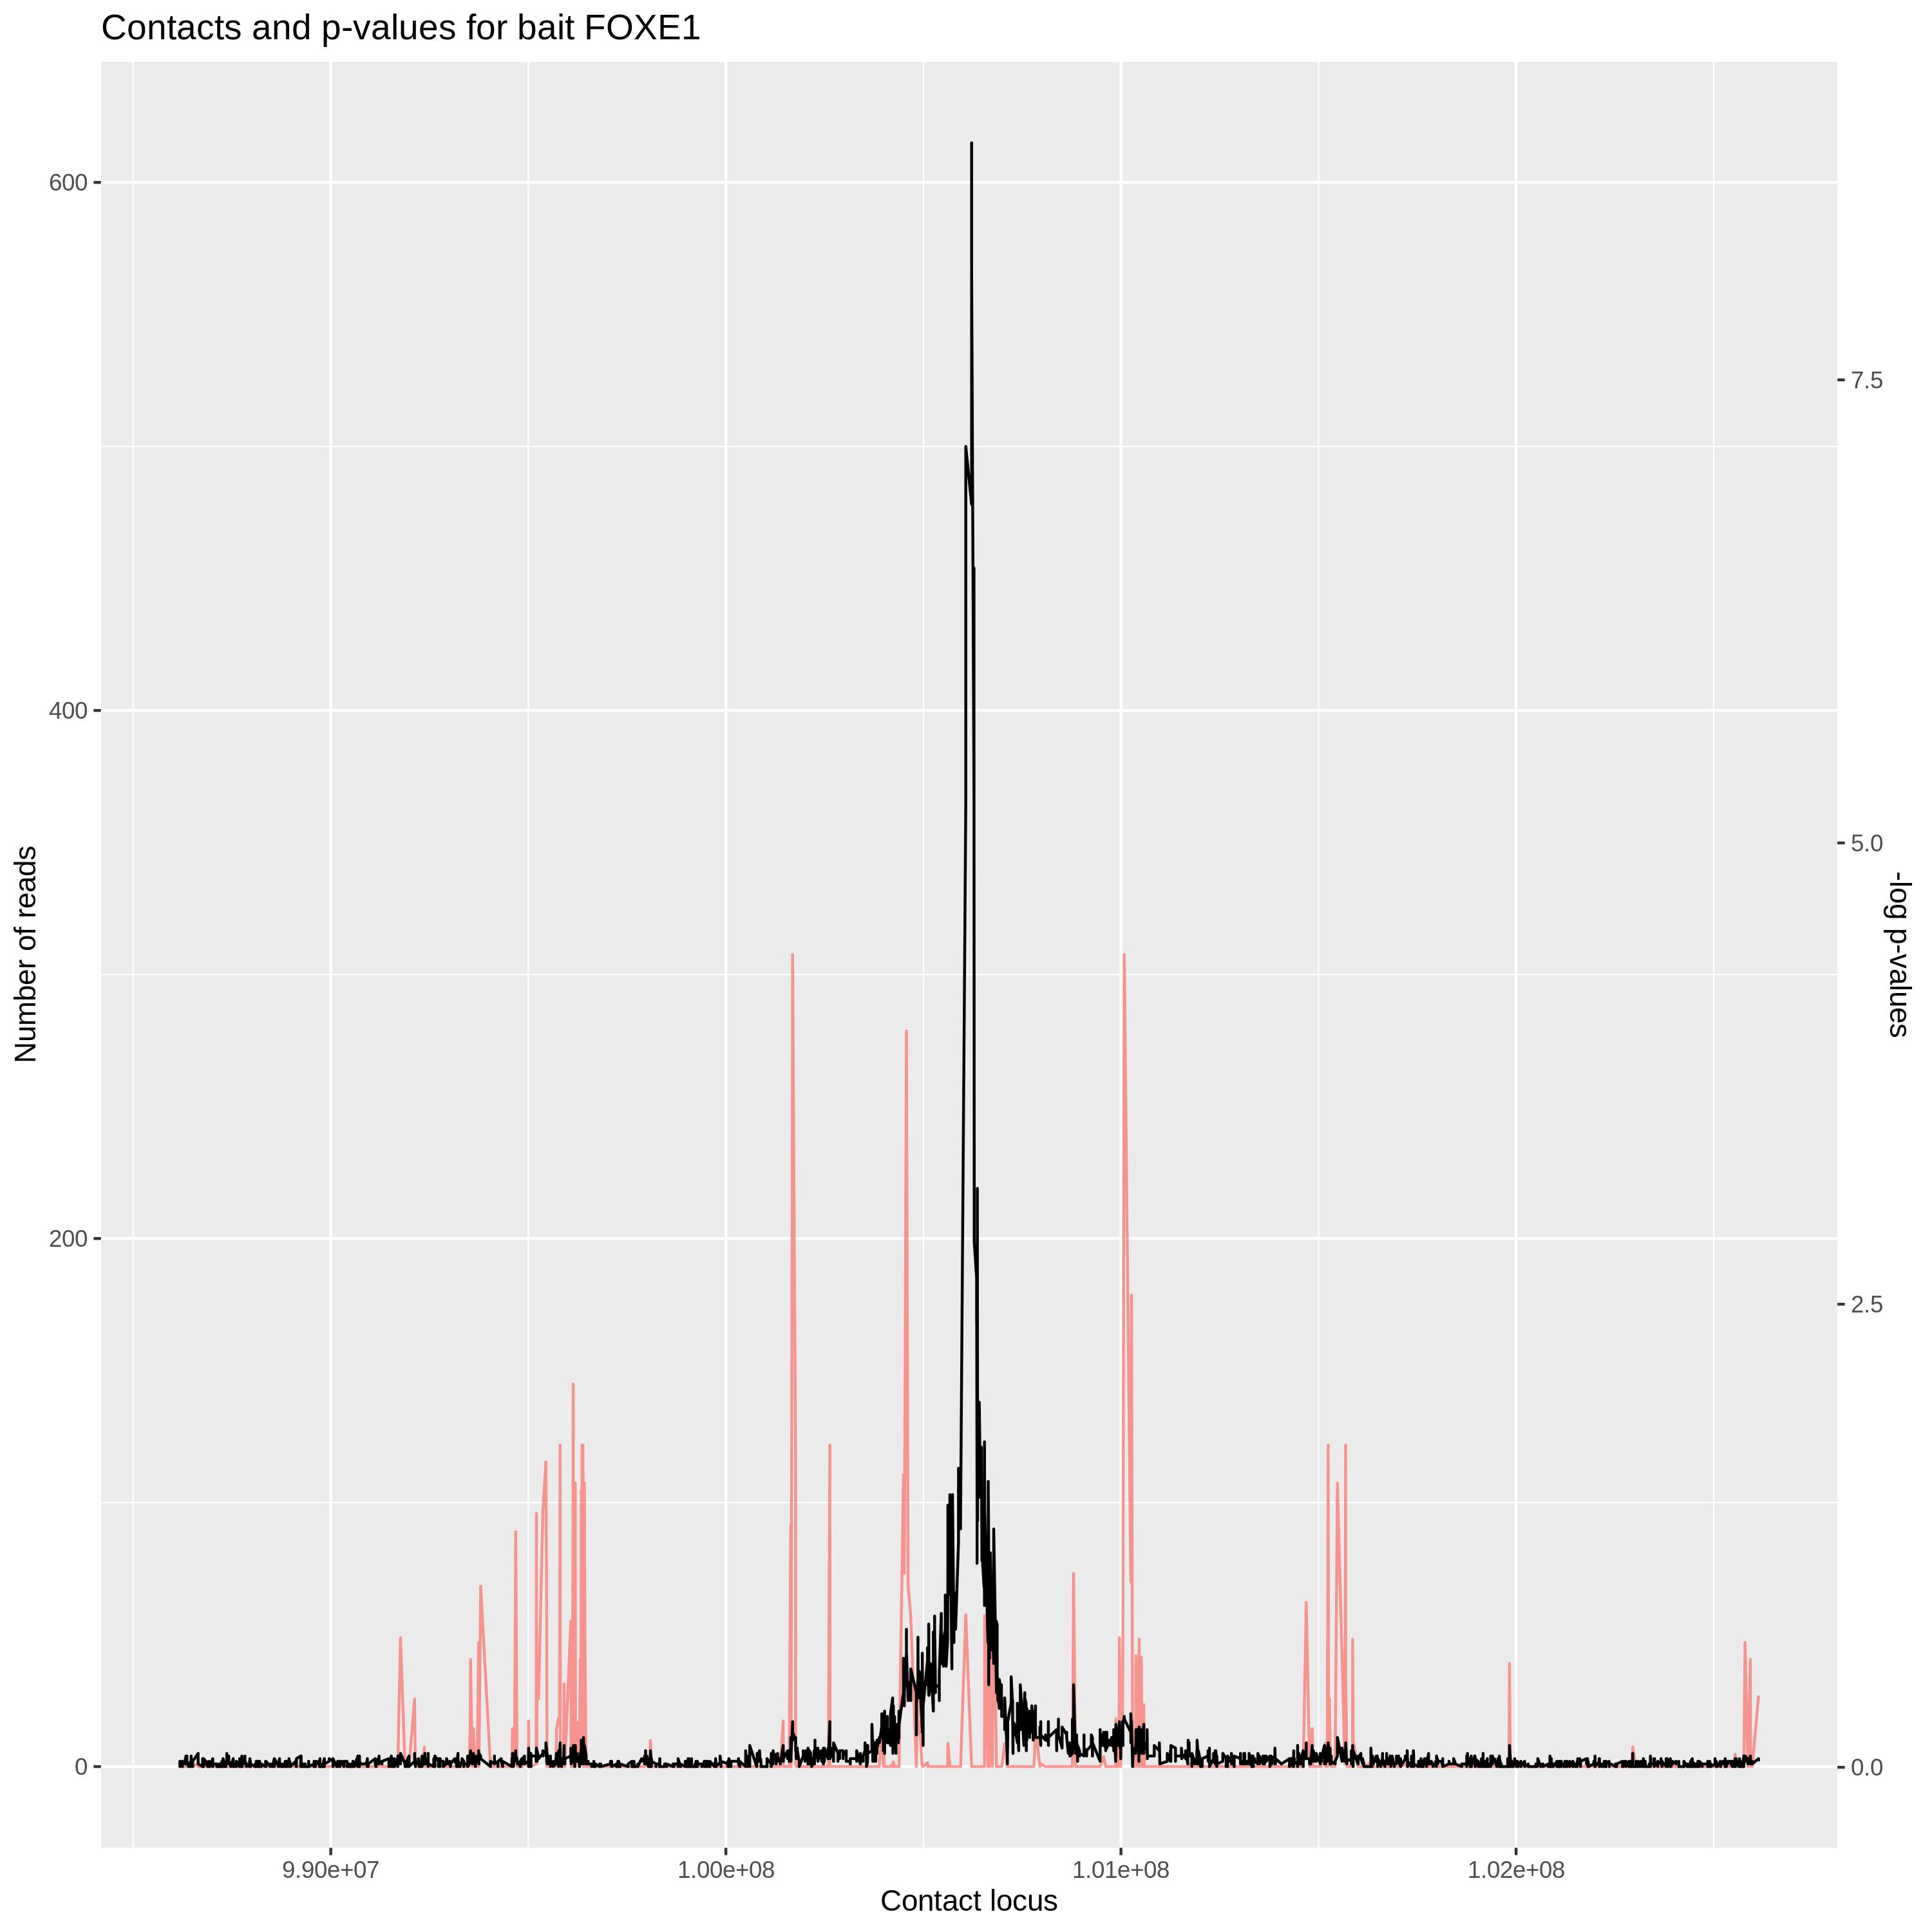 Contacts and p-values for bait FOXE1
600
400
200
0
7.5
5.0
2.5
0.0
Number of reads
-log p-values
9.90e+07 1.00e+08 1.01e+08 1.02e+08
Contact locus